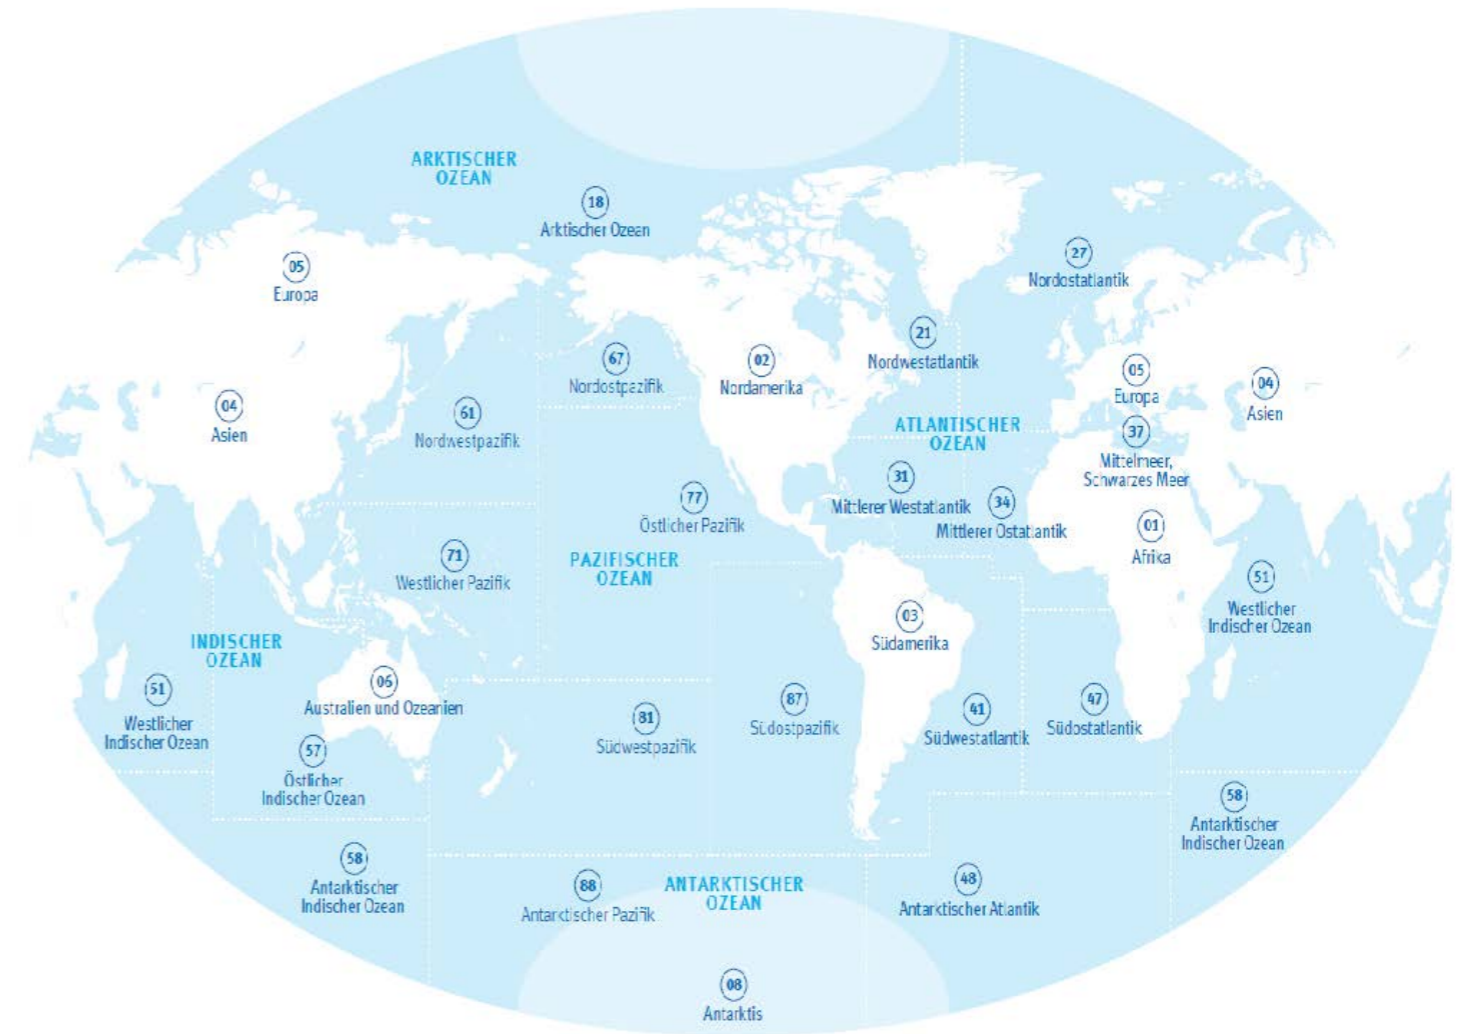 ARKTISCHER
OZEAN
18
Arktischer Ozean
05
Europa
27
Nordostatlantik
21
Nordwestatlantik
67
Nordostpazifik
02
Nordamerika
05
Europa
04
Asien
04
Asien
61
Nordwestpazifik
ATLANTISCHER
OZEAN
37
Mittelmeer,
Schwarzes Meer
31
Mittlerer Westatlantik
34
Mittlerer Ostatlantik
77
Östlicher Pazifik
01
Afrika
71
Westlicher Pazifik
PAZIFISCHER
OZEAN
51
Westlicher
Indischer Ozean
03
Südamerika
INDISCHER
OZEAN
51
Westlicher
Indischer Ozean
06
Australien und Ozeanien
81
Südwestpazifik
87
Südostpazifik
41
Südwestatlantik
47
Südostatlantik
57
Östlicher
Indischer Ozean
58
Antarktischer
Indischer Ozean
58
Antarktischer
Indischer Ozean
88
Antarktischer Pazifik
ANTARKTISCHER
OZEAN
48
Antarktischer Atlantik
08
Antarktis